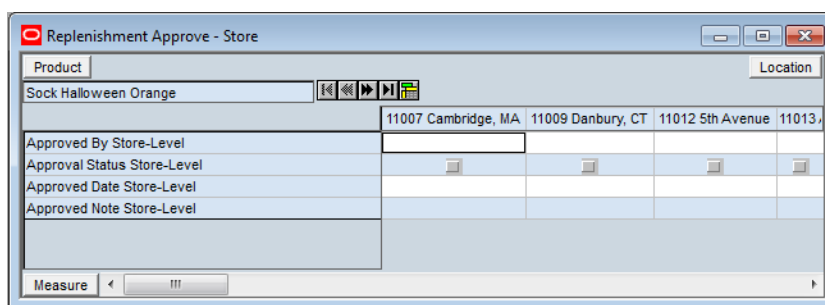 Replenishment Approve - Store
Product
Location
Sock Halloween Orange
11007 Cambridge, MA 11009 Danbury, CT 11012 5th Avenue 11013
Approved By Store-Level
Approval Status Store-Level
Approved Date Store-Level
Approved Note Store-Level
Measure